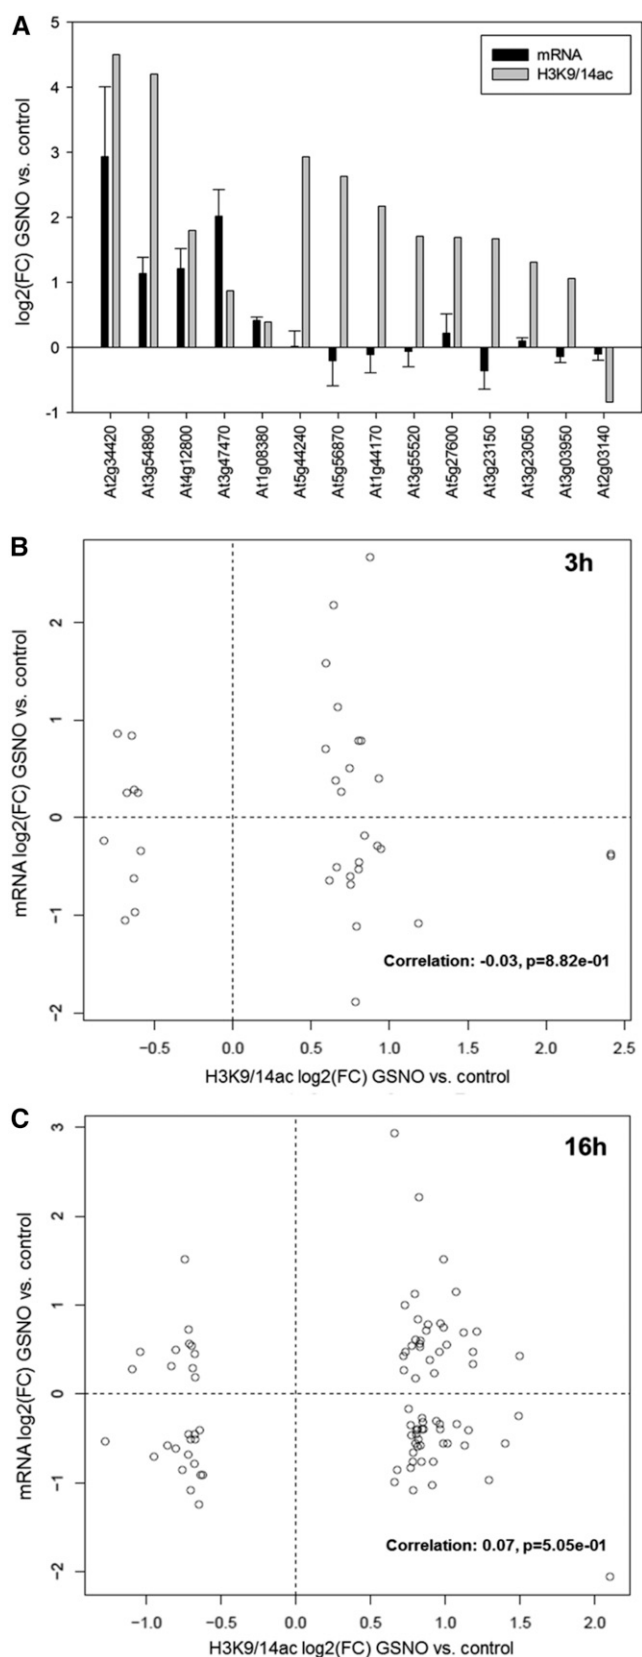 A
mRNA
H3K9/14ac
log2(FC) GSNO vs. control
5
4
3
2
1
0
-1
At2g34420
At3g54890
At4g12800
At3g47470
At1g08380
At5g44240
At5g56870
At1g44170
At3g55520
At5g27600
At3g23150
At3g23050
At3g03950
At2g03140
B
3h
mRNA log2(FC) GSNO vs. control
2
1
0
−1
−2
Correlation: -0.03, p=8.82e-01
−0.5 0.0 0.5 1.0 1.5 2.0 2.5
H3K9/14ac log2(FC) GSNO vs. control
C
16h
mRNA log2(FC) GSNO vs. control
3
2
1
0
−1
−2
Correlation: 0.07, p=5.05e-01
−1.0 −0.5 0.0 0.5 1.0 1.5 2.0
H3K9/14ac log2(FC) GSNO vs. control